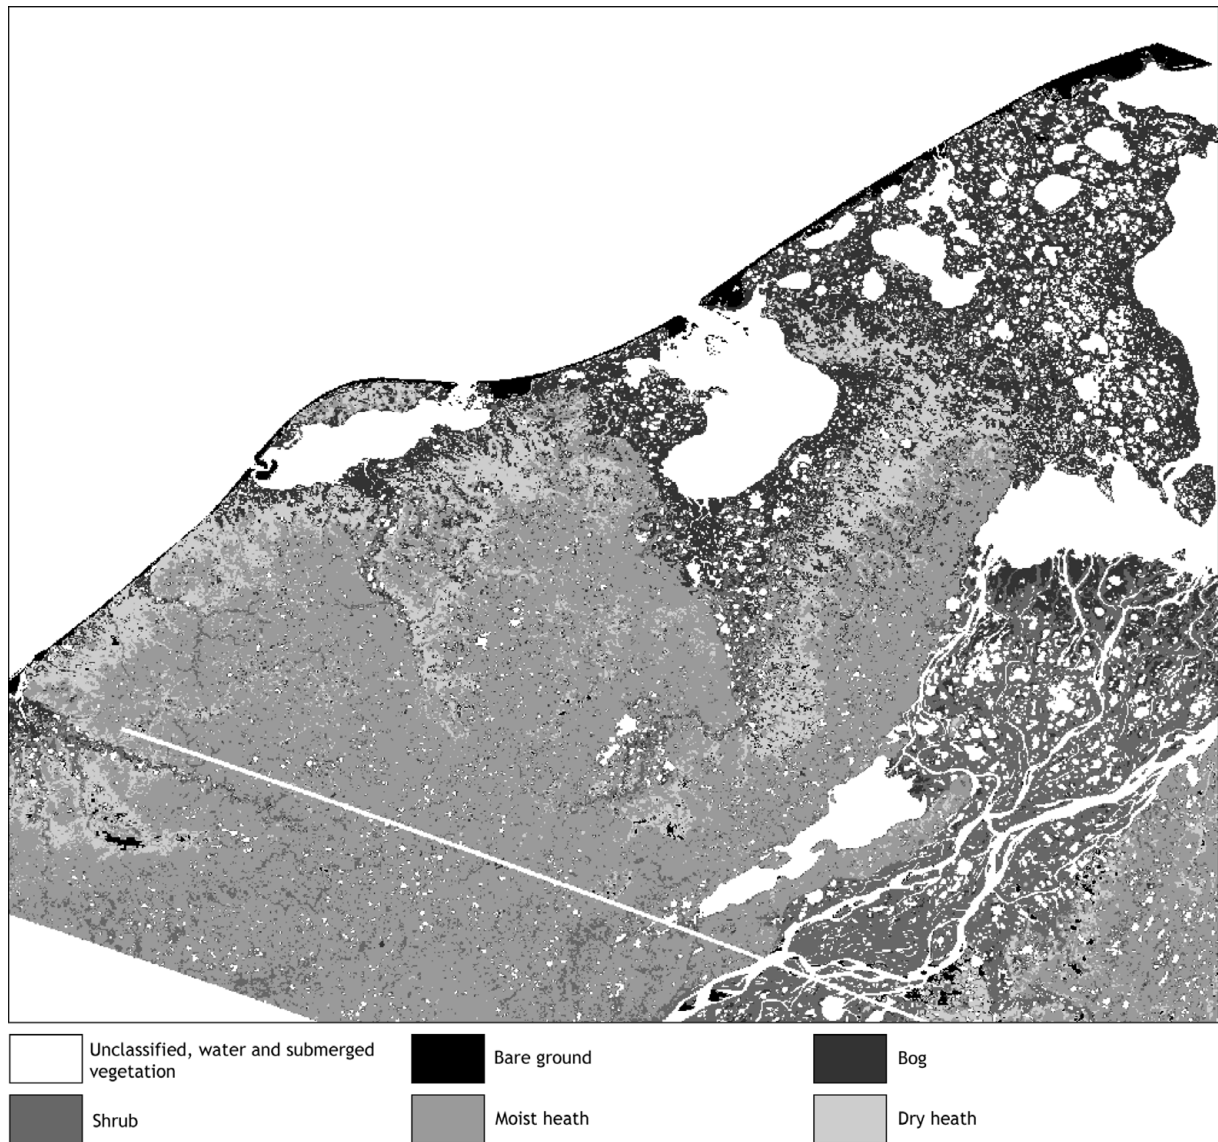 Unclassified, water and submerged
vegetation
Bare ground
Bog
Shrub
Moist heath
Dry heath